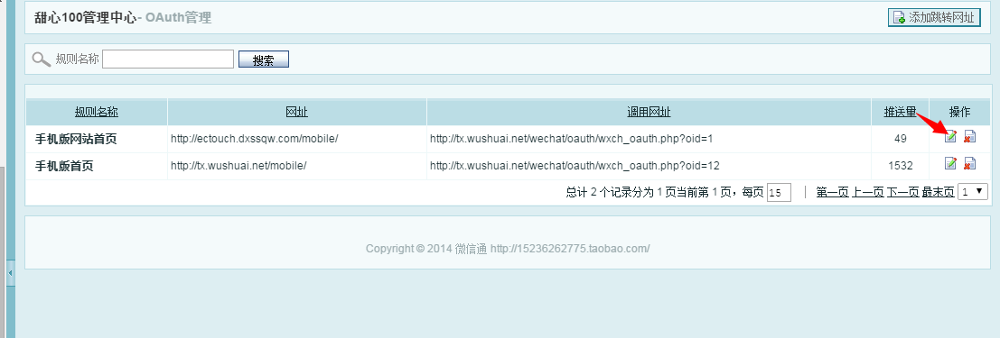 甜心100管理中心- OAuth管理 添加跳转网址
规则名称 搜索
规则名称 网址 调用网址 推送量 操作
手机版网站首页 http://ectouch.dxssqw.com/mobile/ http://tx.wushuai.net/wechat/oauth/wxch_oauth.php?oid=1 49
手机版首页 http://tx.wushuai.net/mobile/ http://tx.wushuai.net/wechat/oauth/wxch_oauth.php?oid=12 1532
总计 2 个记录分为 1 页当前第 1 页，每页 15 | 第一页 上一页 下一页 最末页 1
Copyright © 2014 微信通 http://15236262775.taobao.com/